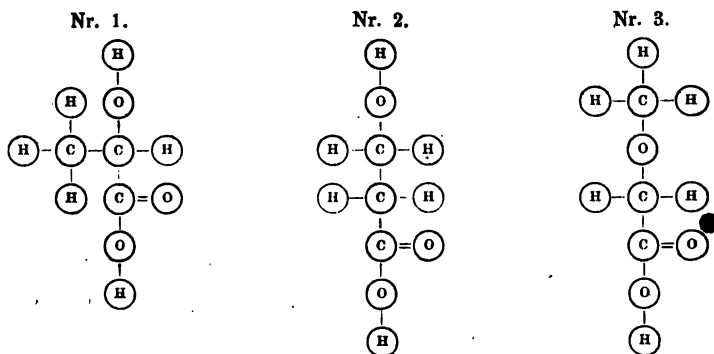 Nr. 1.
H
H O
H-C-C-H
H C=O
O
H
Nr. 2.
H
O
H-C-H
H-C-H
C=O
O
H
Nr. 3.
H
H-C-H
O
H-C-H
C=O
O
H